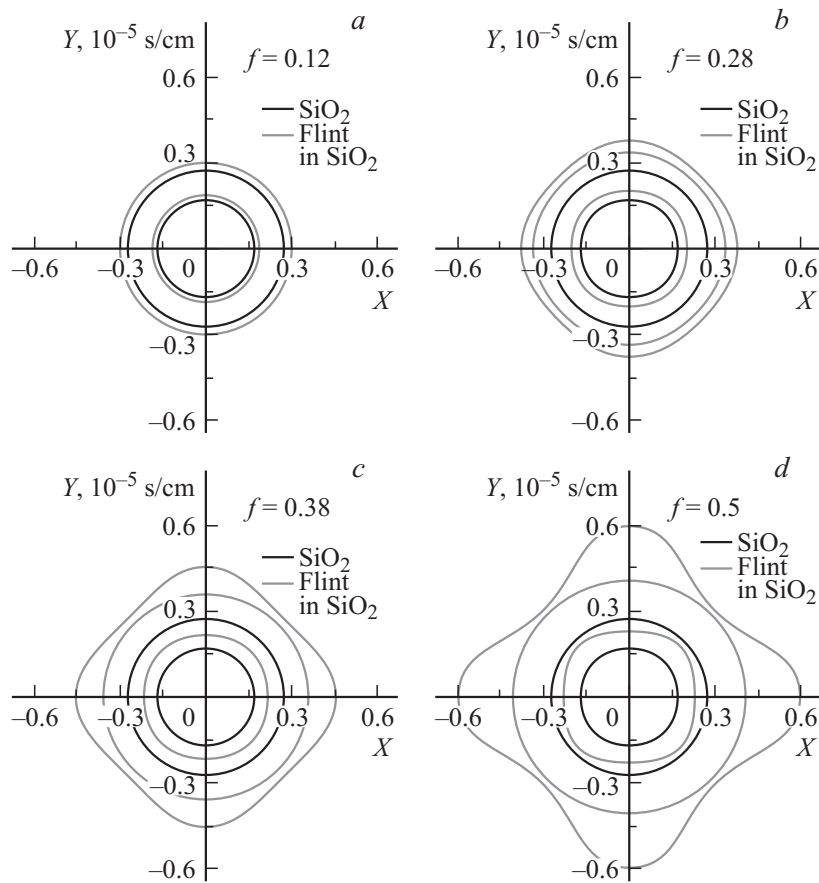 a
Y, 10⁻⁵ s/cm
f = 0.12
0.6
SiO₂
Flint
in SiO₂
0.3
–0.6
–0.3
0
0.3
0.6
X
–0.3
–0.6
b
Y, 10⁻⁵ s/cm
f = 0.28
0.6
SiO₂
Flint
in SiO₂
0.3
–0.6
–0.3
0
0.3
0.6
X
–0.3
–0.6
c
Y, 10⁻⁵ s/cm
f = 0.38
0.6
SiO₂
Flint
in SiO₂
0.3
–0.6
–0.3
0
0.3
0.6
X
–0.3
–0.6
d
Y, 10⁻⁵ s/cm
f = 0.5
0.6
SiO₂
Flint
in SiO₂
0.3
–0.6
–0.3
0
0.3
0.6
X
–0.3
–0.6